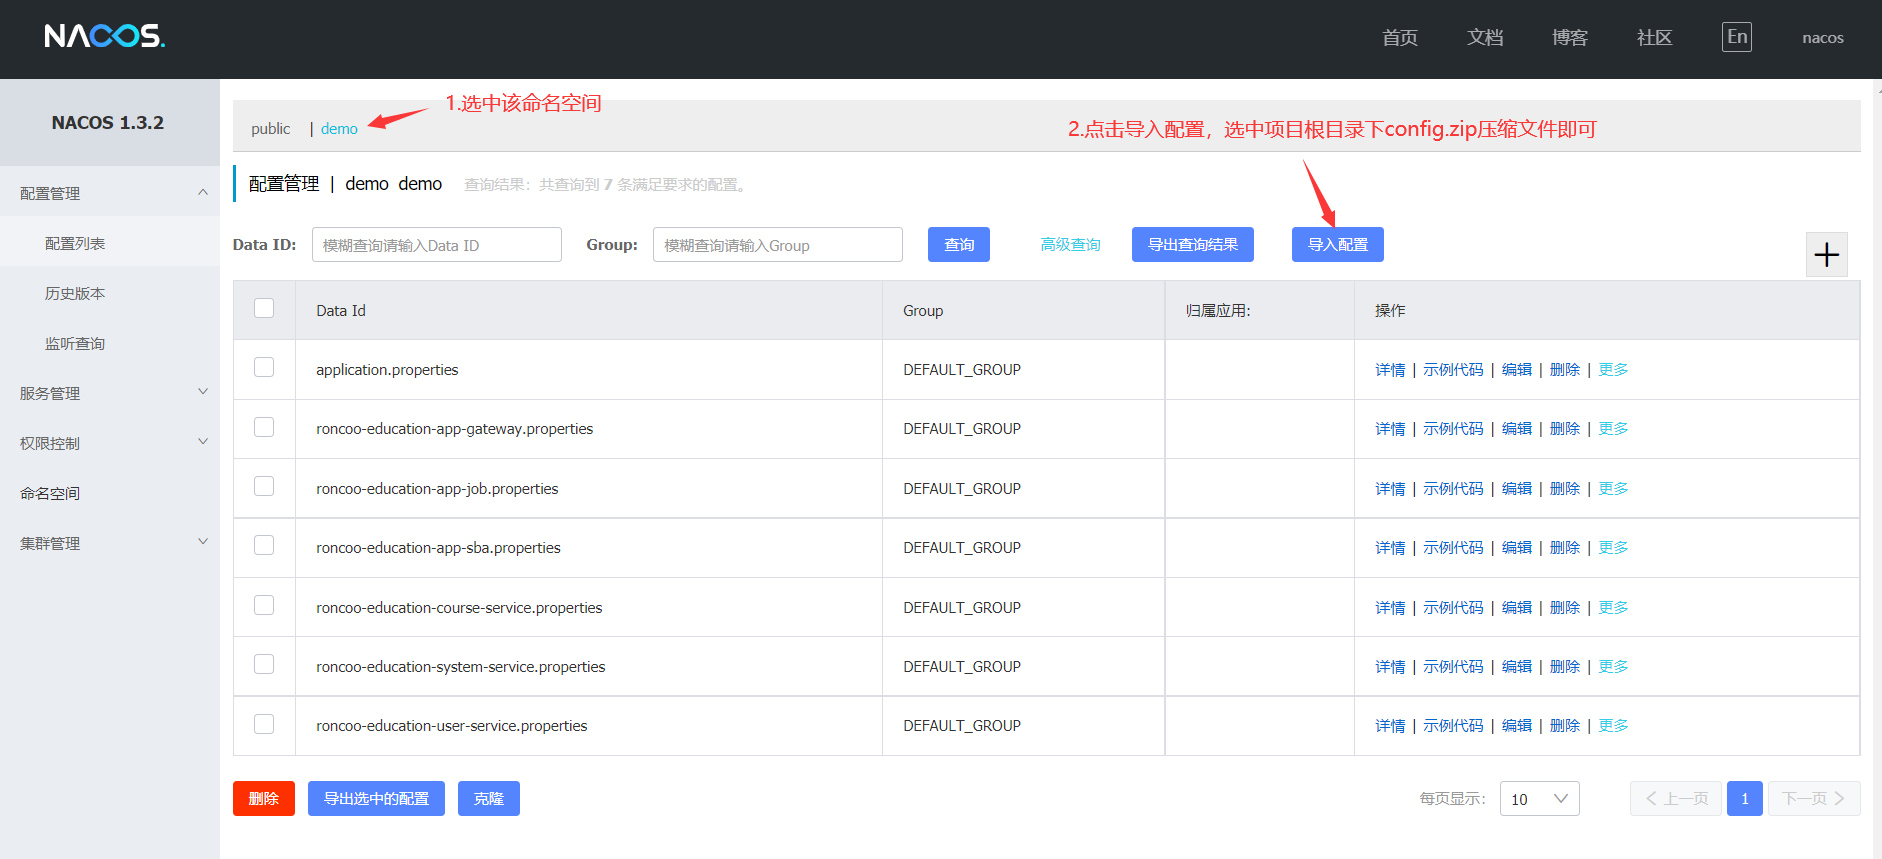 NACOS.
首页 文档 博客 社区 En nacos
NACOS 1.3.2
配置管理
配置列表
历史版本
监听查询
服务管理
权限控制
命名空间
集群管理
1.选中该命名空间
public | demo
2.点击导入配置，选中项目根目录下config.zip压缩文件即可
配置管理 | demo demo 查询结果：共查询到 7 条满足要求的配置。
Data ID: 模糊查询请输入Data ID Group: 模糊查询请输入Group 查询 高级查询 导出查询结果 导入配置 +
Data Id Group 归属应用: 操作
application.properties DEFAULT_GROUP 详情 | 示例代码 | 编辑 | 删除 | 更多
roncoo-education-app-gateway.properties DEFAULT_GROUP 详情 | 示例代码 | 编辑 | 删除 | 更多
roncoo-education-app-job.properties DEFAULT_GROUP 详情 | 示例代码 | 编辑 | 删除 | 更多
roncoo-education-app-sba.properties DEFAULT_GROUP 详情 | 示例代码 | 编辑 | 删除 | 更多
roncoo-education-course-service.properties DEFAULT_GROUP 详情 | 示例代码 | 编辑 | 删除 | 更多
roncoo-education-system-service.properties DEFAULT_GROUP 详情 | 示例代码 | 编辑 | 删除 | 更多
roncoo-education-user-service.properties DEFAULT_GROUP 详情 | 示例代码 | 编辑 | 删除 | 更多
删除 导出选中的配置 克隆 每页显示: 10 上一页 1 下一页